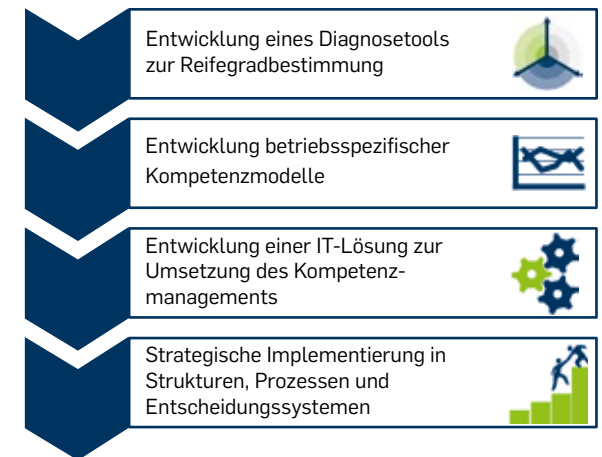 Entwicklung eines Diagnosetools
zur Reifegradbestimmung
Entwicklung betriebsspezifischer
Kompetenzmodelle
Entwicklung einer IT-Lösung zur
Umsetzung des Kompetenz-
managements
Strategische Implementierung in
Strukturen, Prozessen und
Entscheidungssystemen